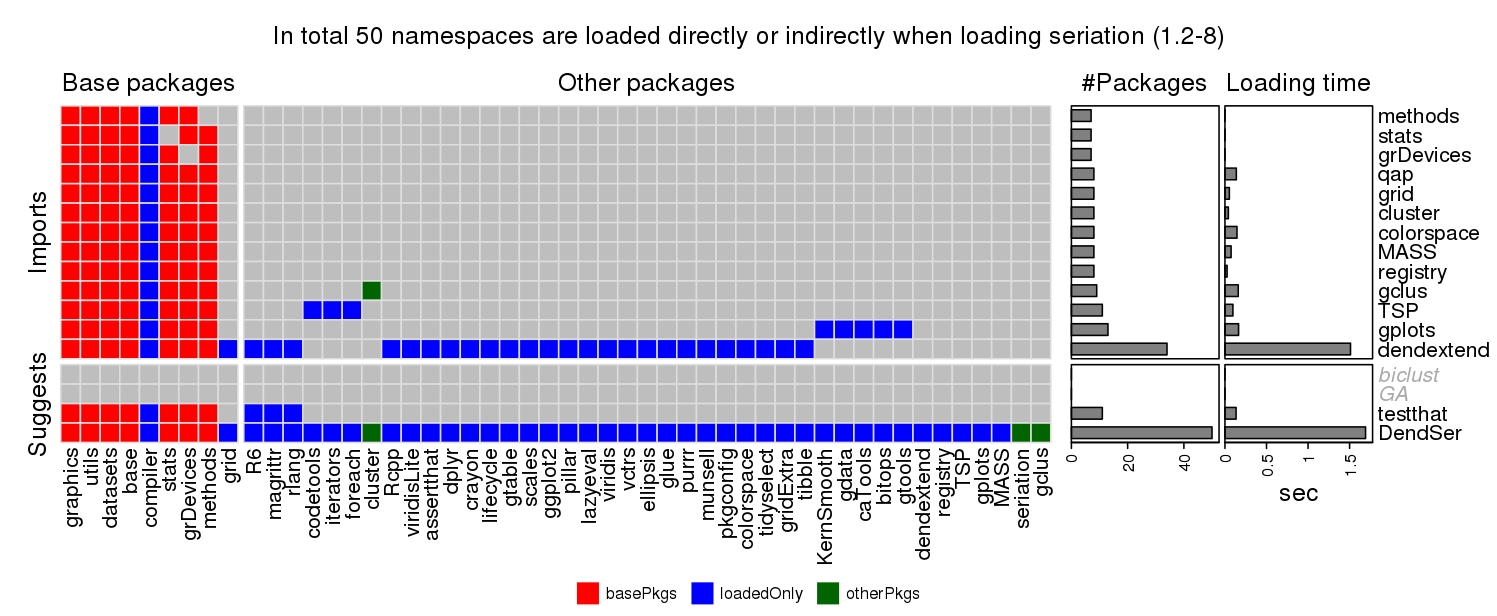 In total 50 namespaces are loaded directly or indirectly when loading seriation (1.2-8)
Base packages
Other packages
#Packages
Loading time
Imports
Suggests
methods
stats
grDevices
qap
grid
cluster
colorspace
MASS
registry
gclus
TSP
gplots
dendextend
biclust
GA
testthat
DendSer
graphics
utils
datasets
base
compiler
stats
grDevices
methods
grid
R6
magrittr
rlang
codetools
iterators
foreach
cluster
Rcpp
viridisLite
assertthat
dplyr
crayon
lifecycle
gtable
scales
ggplot2
pillar
lazyeval
viridis
vctrs
ellipsis
glue
purrr
munsell
pkgconfig
colorspace
tidyselect
gridExtra
tibble
KernSmooth
gdata
caTools
bitops
gtools
dendextend
registry
TSP
gplots
MASS
seriation
gclus
0
20
40
0
0.5
1
1.5
sec
basePkgs
loadedOnly
otherPkgs